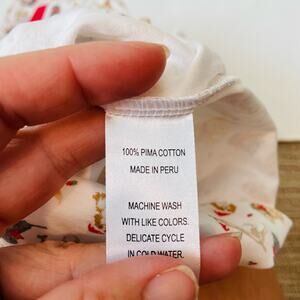 100% PIMA COTTON
MADE IN PERU
MACHINE WASH
WITH LIKE COLORS.
DELICATE CYCLE
IN COLD WATER.